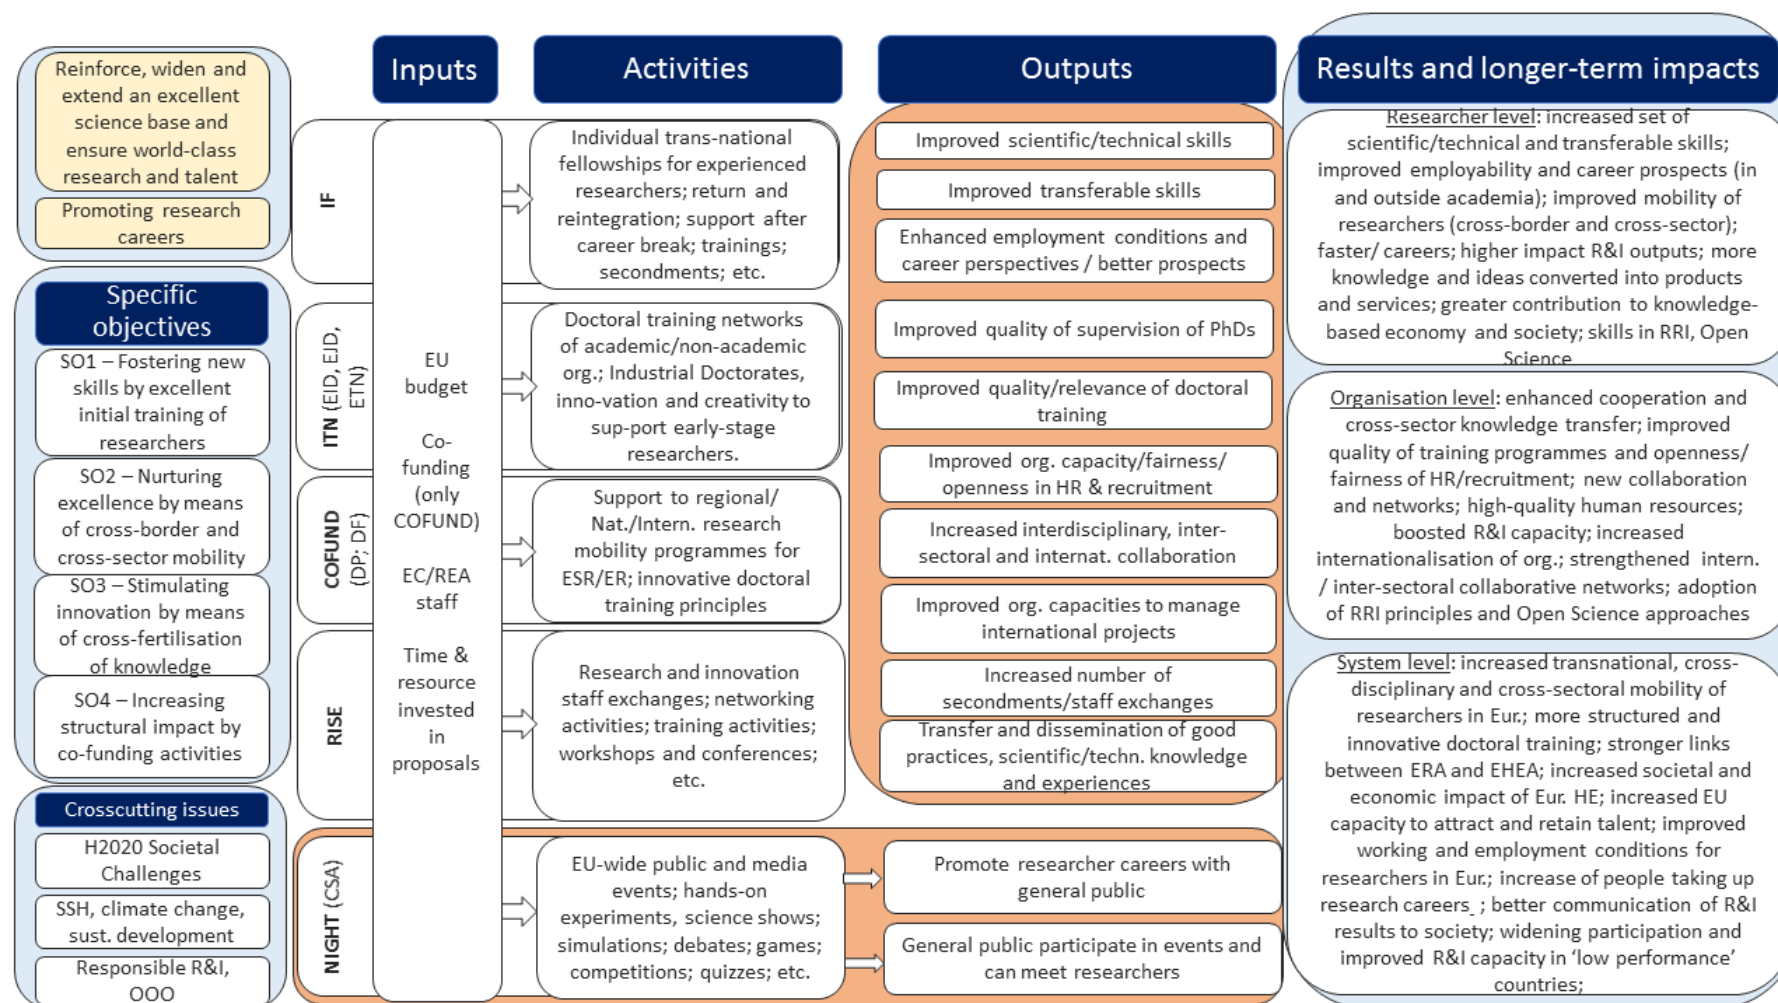 Reinforce, widen and
extend an excellent
science base and
ensure world-class
research and talent
Promoting research
careers
Specific
objectives
SO1 – Fostering new
skills by excellent
initial training of
researchers
SO2 – Nurturing
excellence by means
of cross-border and
cross-sector mobility
SO3 – Stimulating
innovation by means
of cross-fertilisation
of knowledge
SO4 – Increasing
structural impact by
co-funding activities
Crosscutting issues
H2020 Societal
Challenges
SSH, climate change,
sust. development
Responsible R&I,
OOO
Inputs
IF
ITN (EID, EJD,
ETN)
COFUND
(DP; DF)
RISE
NIGHT (CSA)
EU
budget
Co-
funding
(only
COFUND)
EC/REA
staff
Time &
resource
invested
in
proposals
Activities
Individual trans-national
fellowships for experienced
researchers; return and
reintegration; support after
career break; trainings;
secondments; etc.
Doctoral training networks
of academic/non-academic
org.; Industrial Doctorates,
inno-vation and creativity to
sup-port early-stage
researchers.
Support to regional/
Nat./Intern. research
mobility programmes for
ESR/ER; innovative doctoral
training principles
Research and innovation
staff exchanges; networking
activities; training activities;
workshops and conferences;
etc.
EU-wide public and media
events; hands-on
experiments, science shows;
simulations; debates; games;
competitions; quizzes; etc.
Outputs
Improved scientific/technical skills
Improved transferable skills
Enhanced employment conditions and
career perspectives / better prospects
Improved quality of supervision of PhDs
Improved quality/relevance of doctoral
training
Improved org. capacity/fairness/
openness in HR & recruitment
Increased interdisciplinary, inter-
sectoral and internat. collaboration
Improved org. capacities to manage
international projects
Increased number of
secondments/staff exchanges
Transfer and dissemination of good
practices, scientific/techn. knowledge
and experiences
Promote researcher careers with
general public
General public participate in events and
can meet researchers
Results and longer-term impacts
Researcher level: increased set of
scientific/technical and transferable skills;
improved employability and career prospects (in
and outside academia); improved mobility of
researchers (cross-border and cross-sector);
faster/ careers; higher impact R&I outputs; more
knowledge and ideas converted into products
and services; greater contribution to knowledge-
based economy and society; skills in RRI, Open
Science
Organisation level: enhanced cooperation and
cross-sector knowledge transfer; improved
quality of training programmes and openness/
fairness of HR/recruitment; new collaboration
and networks; high-quality human resources;
boosted R&I capacity; increased
internationalisation of org.; strengthened intern.
/ inter-sectoral collaborative networks; adoption
of RRI principles and Open Science approaches
System level: increased transnational, cross-
disciplinary and cross-sectoral mobility of
researchers in Eur.; more structured and
innovative doctoral training; stronger links
between ERA and EHEA; increased societal and
economic impact of Eur. HE; increased EU
capacity to attract and retain talent; improved
working and employment conditions for
researchers in Eur.; increase of people taking up
research careers ; better communication of R&I
results to society; widening participation and
improved R&I capacity in ‘low performance’
countries;